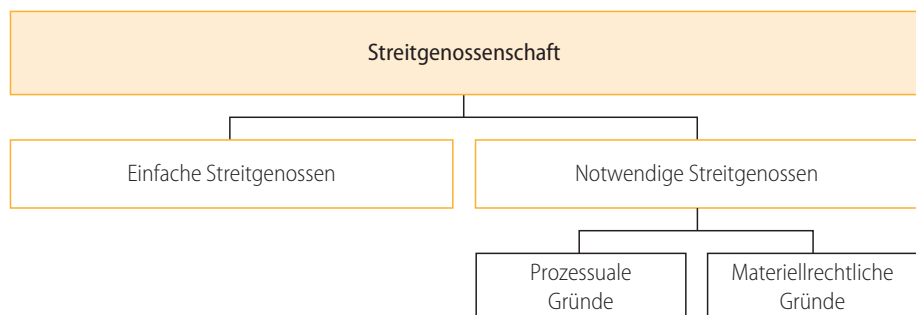 Streitgenossenschaft
Einfache Streitgenossen
Notwendige Streitgenossen
Prozessuale
Gründe
Materiellrechtliche
Gründe